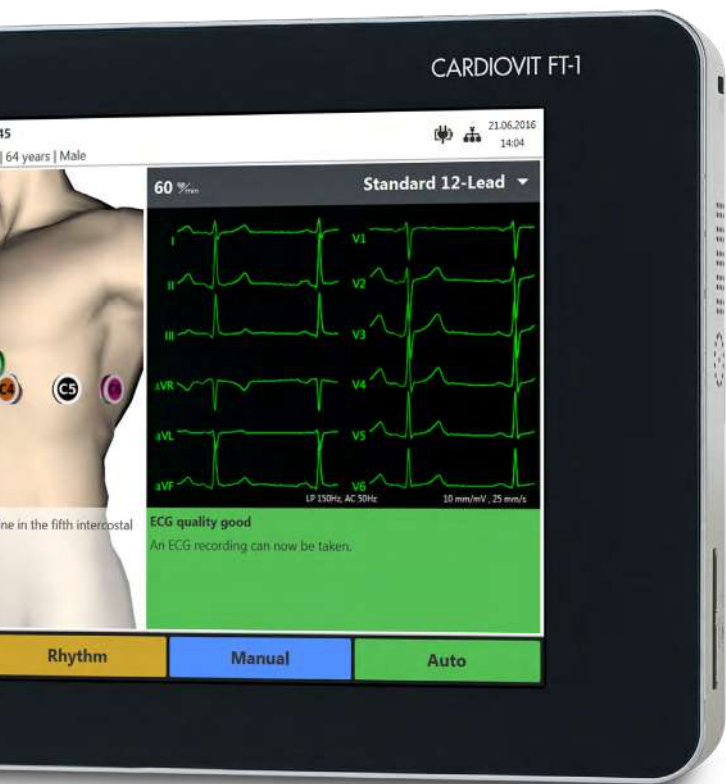 CARDIOVIT FT-1
45
21.06.2016
14:04
| 64 years | Male
60
Standard 12-Lead
I
V1
II
V2
III
V3
aVR
V4
aVL
V5
aVF
V6
C4
C5
LP 150Hz, AC 50Hz
10 mm/mV, 25 mm/s
ine in the fifth intercostal
ECG quality good
An ECG recording can now be taken.
Rhythm
Manual
Auto